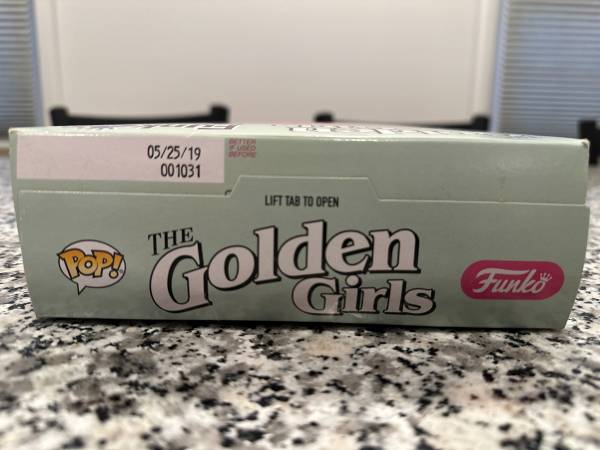 05/25/19
001031
BETTER
IF USED
BEFORE
LIFT TAB TO OPEN
POP!
THE
Golden
Girls
Funko